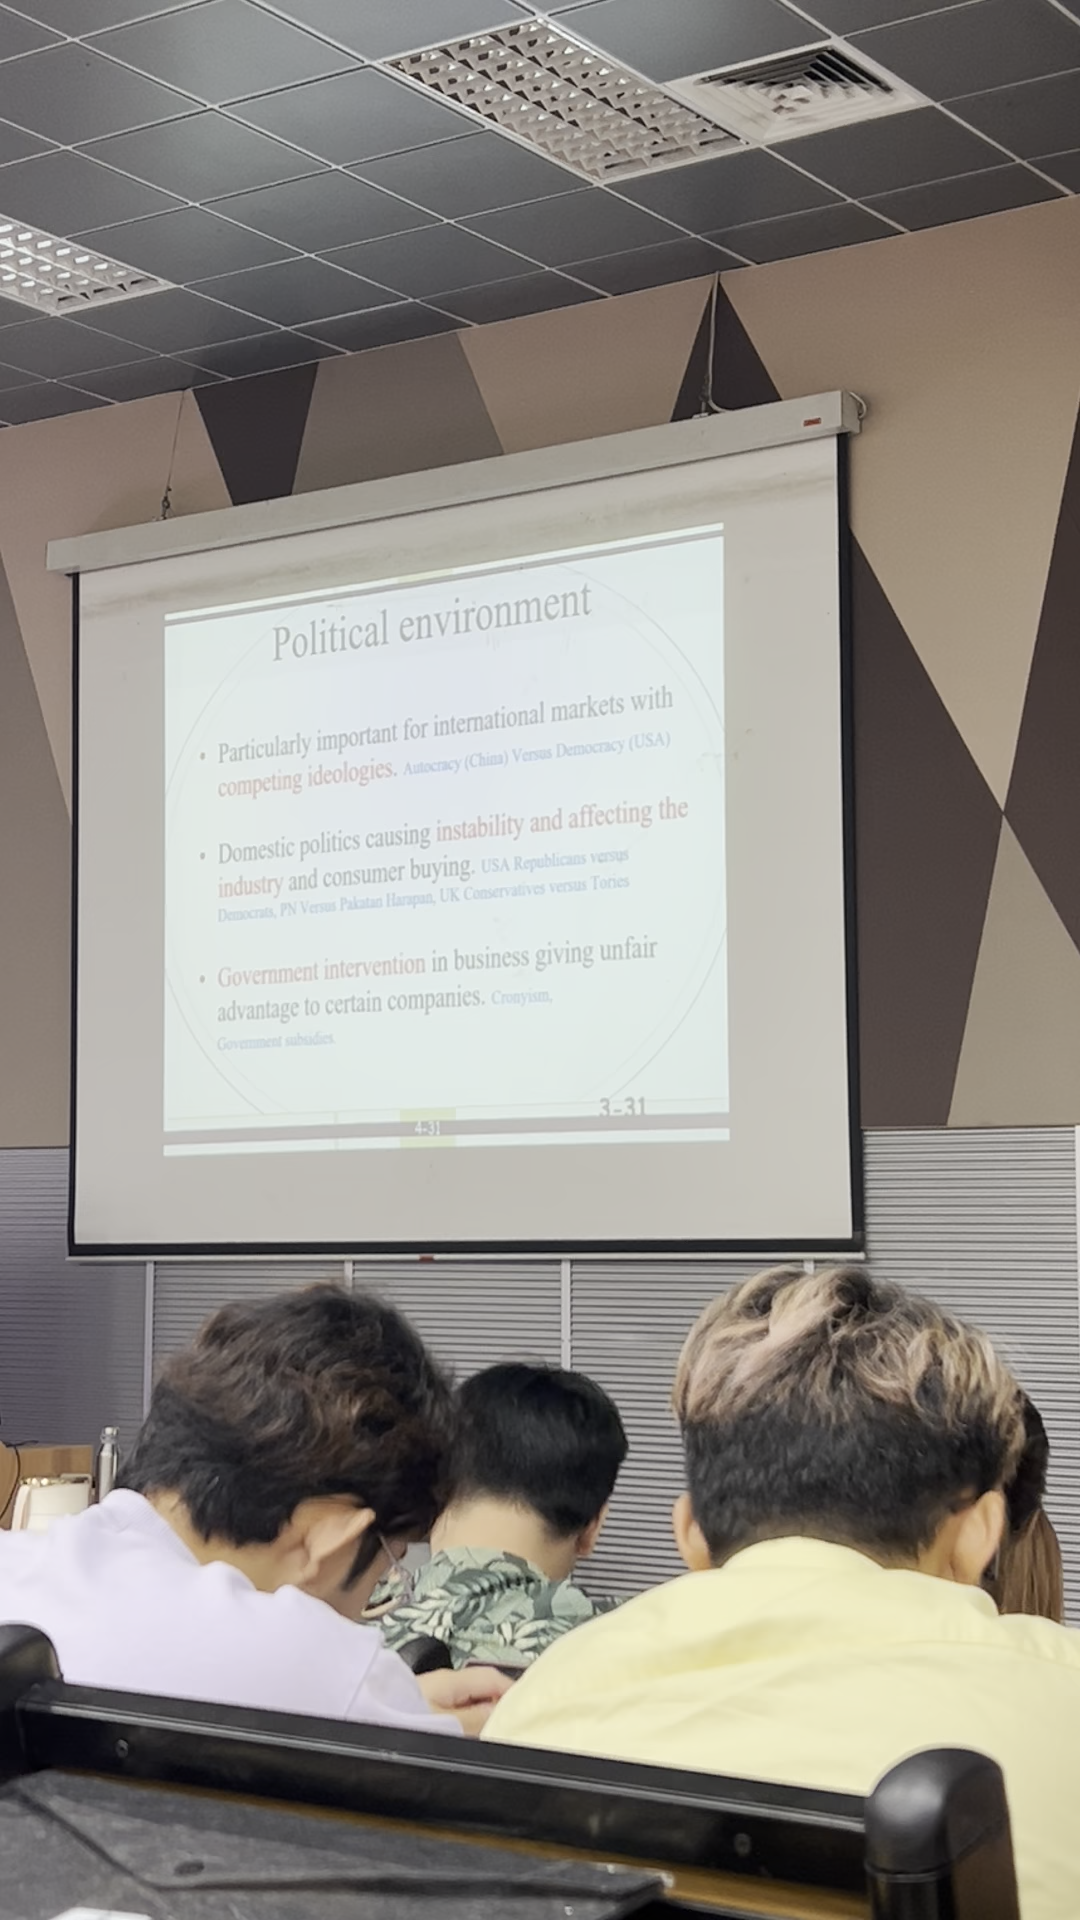 Political environment
• Particularly important for international markets with
competing ideologies. Autocracy (China) Versus Democracy (USA)
• Domestic politics causing instability and affecting the
industry and consumer buying. USA Republicans versus
Democrats, PN Versus Pakatan Harapan, UK Conservatives versus Tories
• Government intervention in business giving unfair
advantage to certain companies. Cronyism,
Government subsadies.
3-31
4-31